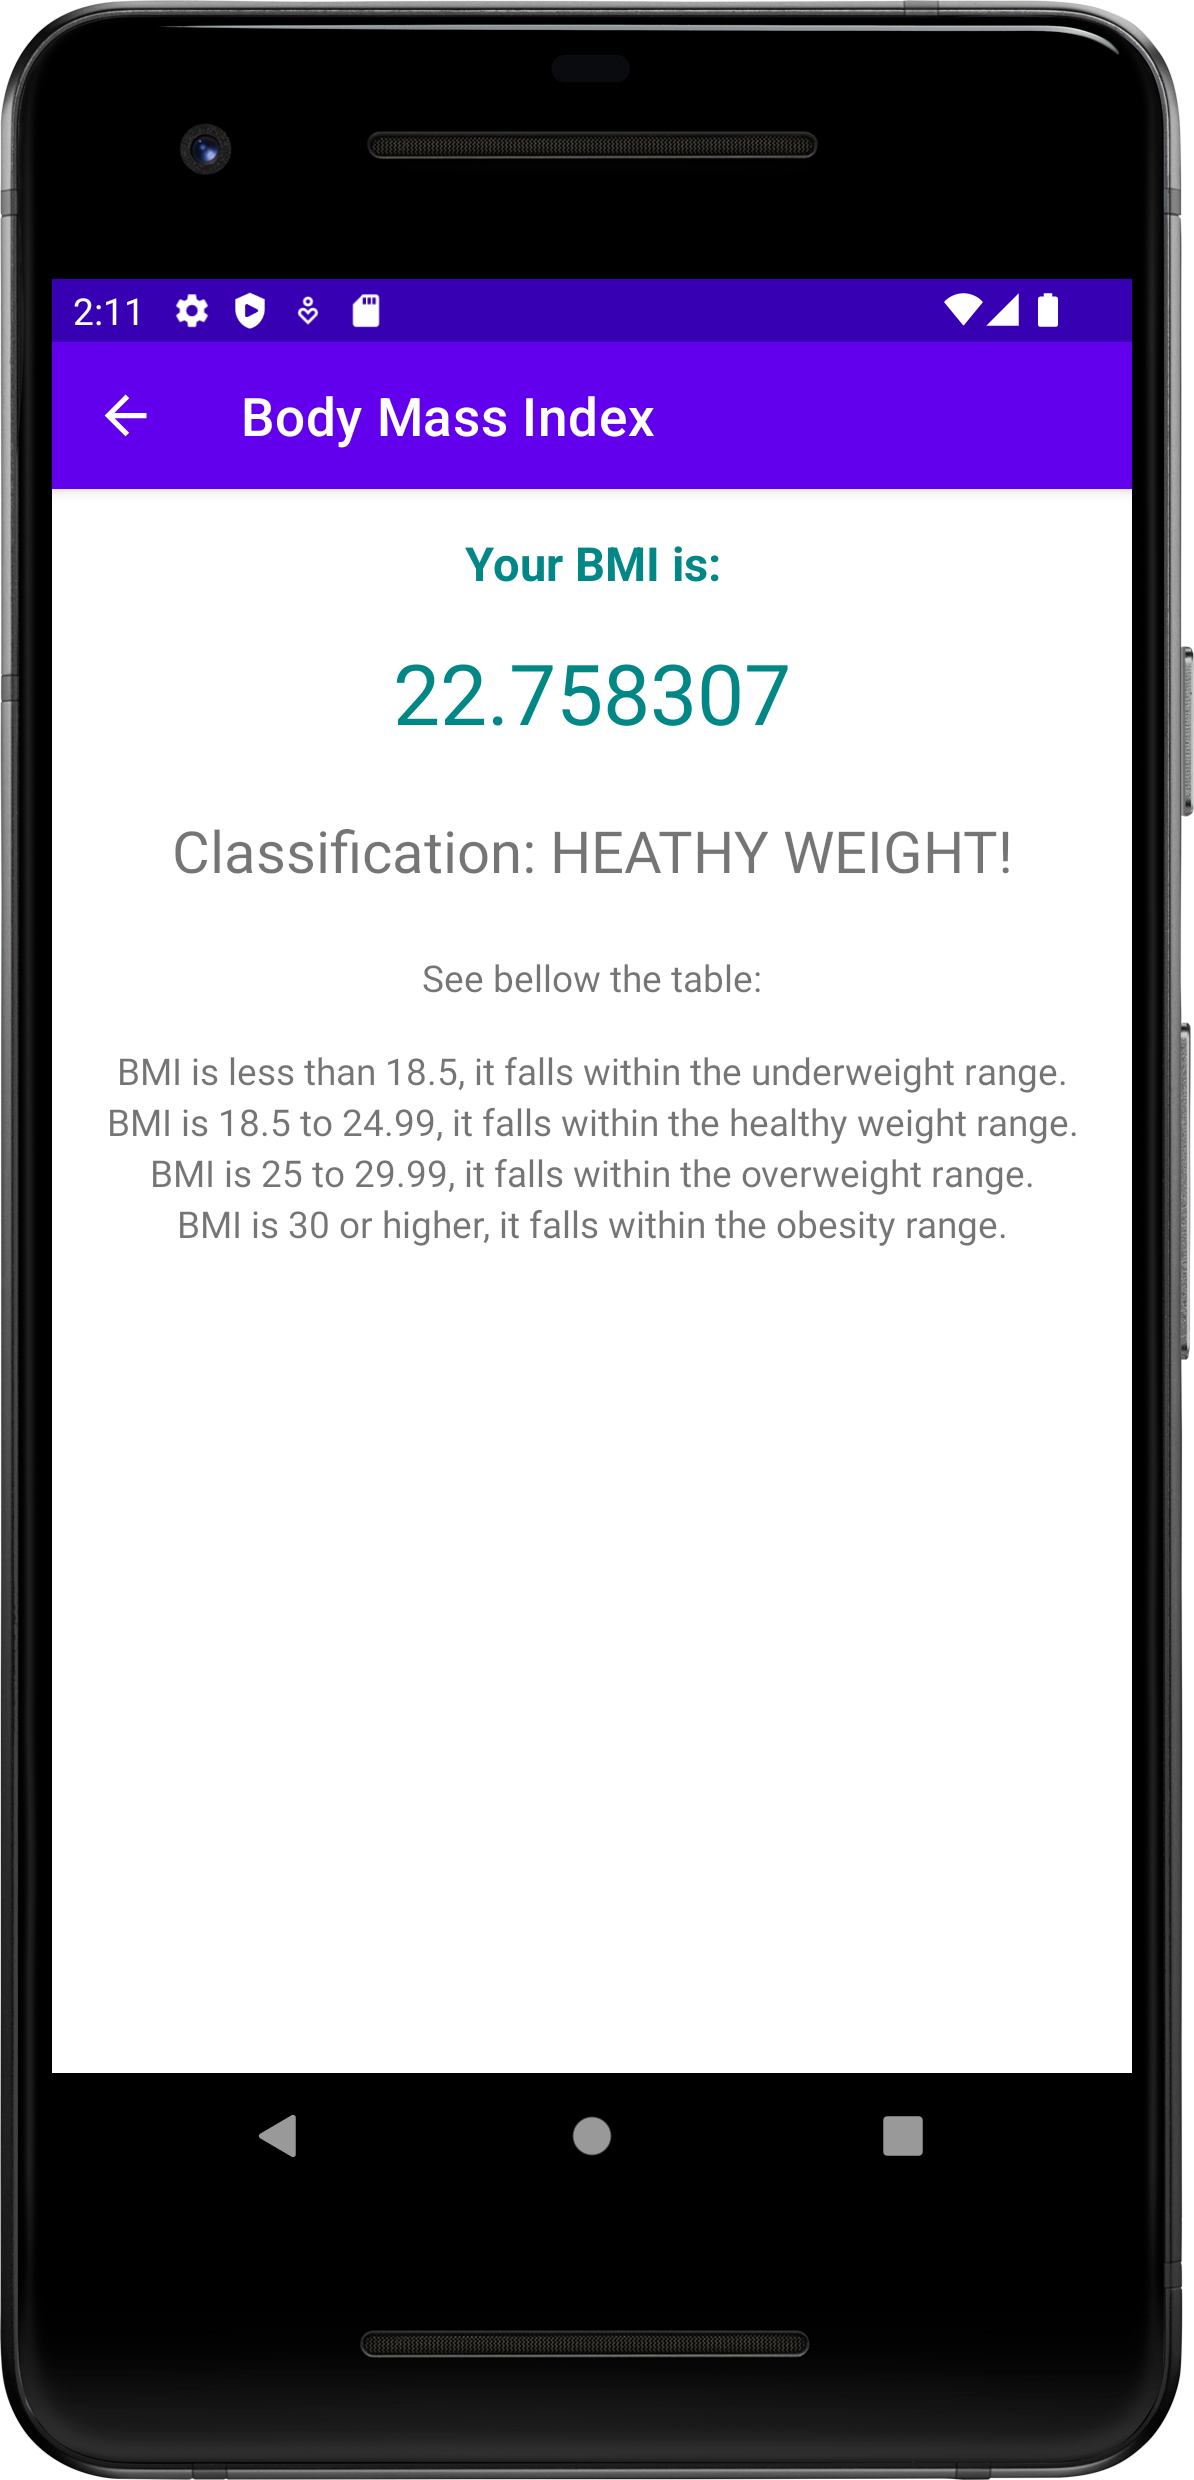 2:11
Body Mass Index
Your BMI is:
22.758307
Classification: HEATHY WEIGHT!
See bellow the table:
BMI is less than 18.5, it falls within the underweight range.
BMI is 18.5 to 24.99, it falls within the healthy weight range.
BMI is 25 to 29.99, it falls within the overweight range.
BMI is 30 or higher, it falls within the obesity range.